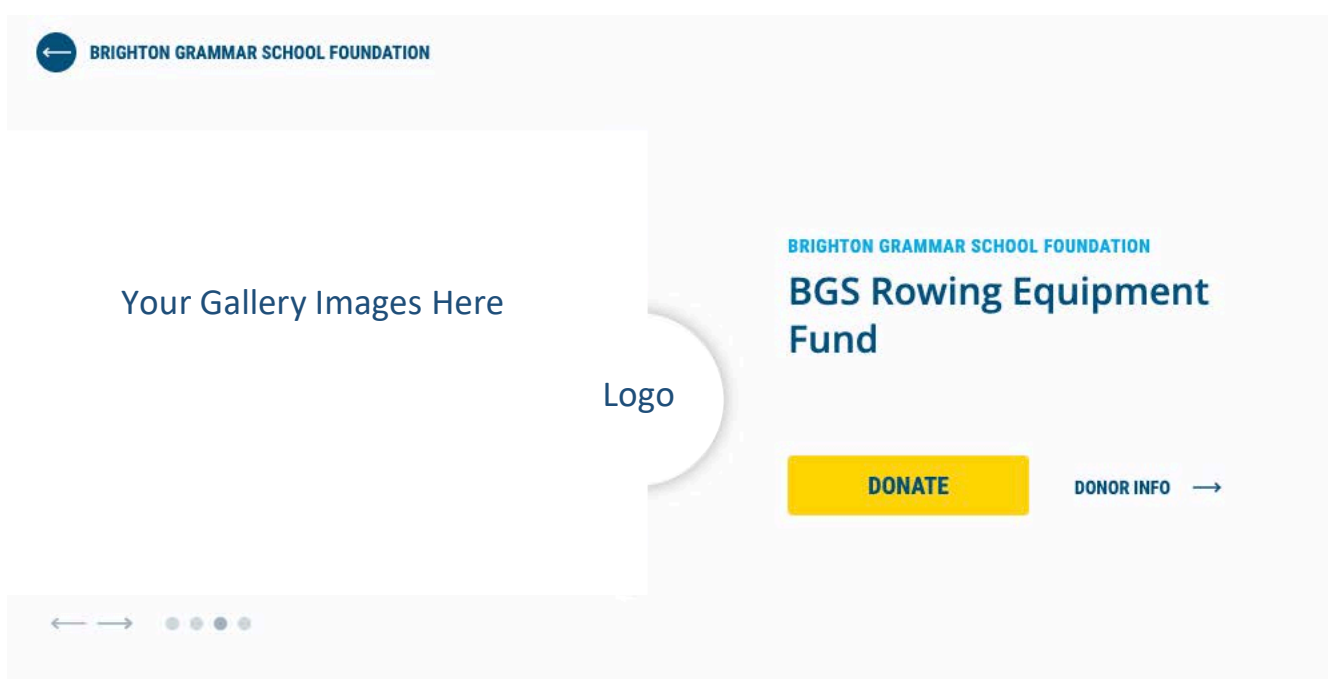 BRIGHTON GRAMMAR SCHOOL FOUNDATION
Your Gallery Images Here
Logo
BRIGHTON GRAMMAR SCHOOL FOUNDATION
BGS Rowing Equipment
Fund
DONATE
DONOR INFO